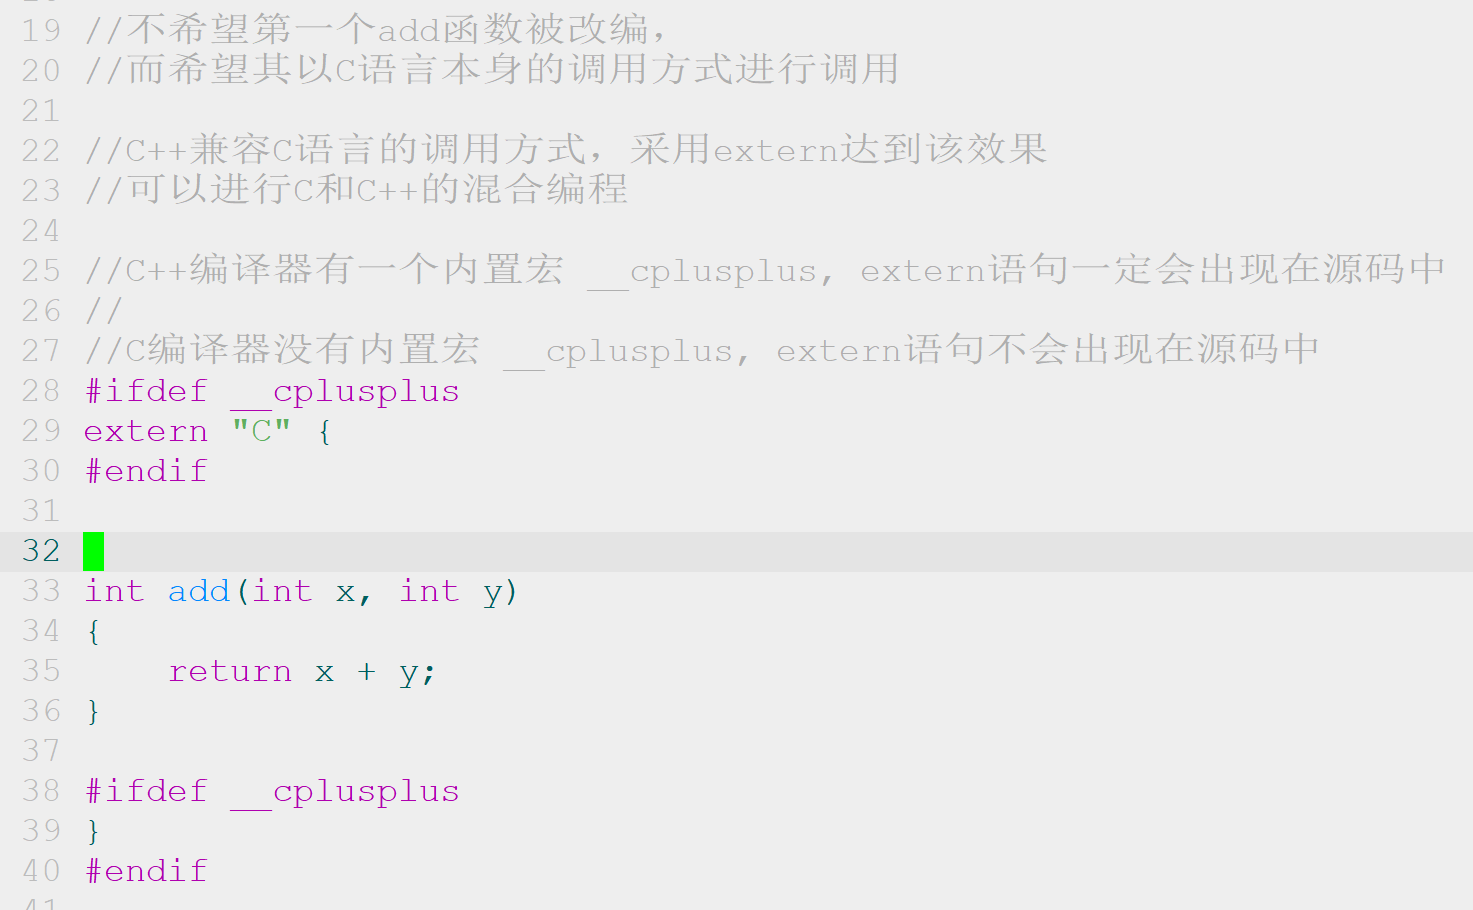 19 //不希望第一个add函数被改编，
20 //而希望其以C语言本身的调用方式进行调用
21
22 //C++兼容C语言的调用方式，采用extern达到该效果
23 //可以进行C和C++的混合编程
24
25 //C++编译器有一个内置宏 __cplusplus, extern语句一定会出现在源码中
26 //
27 //C编译器没有内置宏 __cplusplus, extern语句不会出现在源码中
28 #ifdef __cplusplus
29 extern "C" {
30 #endif
31
32
33 int add(int x, int y)
34 {
35     return x + y;
36 }
37
38 #ifdef __cplusplus
39 }
40 #endif
41